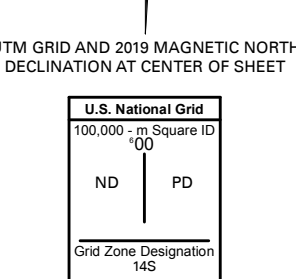 UTM GRID AND 2019 MAGNETIC NORTH
DECLINATION AT CENTER OF SHEET
U.S. National Grid
100,000 - m Square ID
⁶00
ND PD
Grid Zone Designation
14S